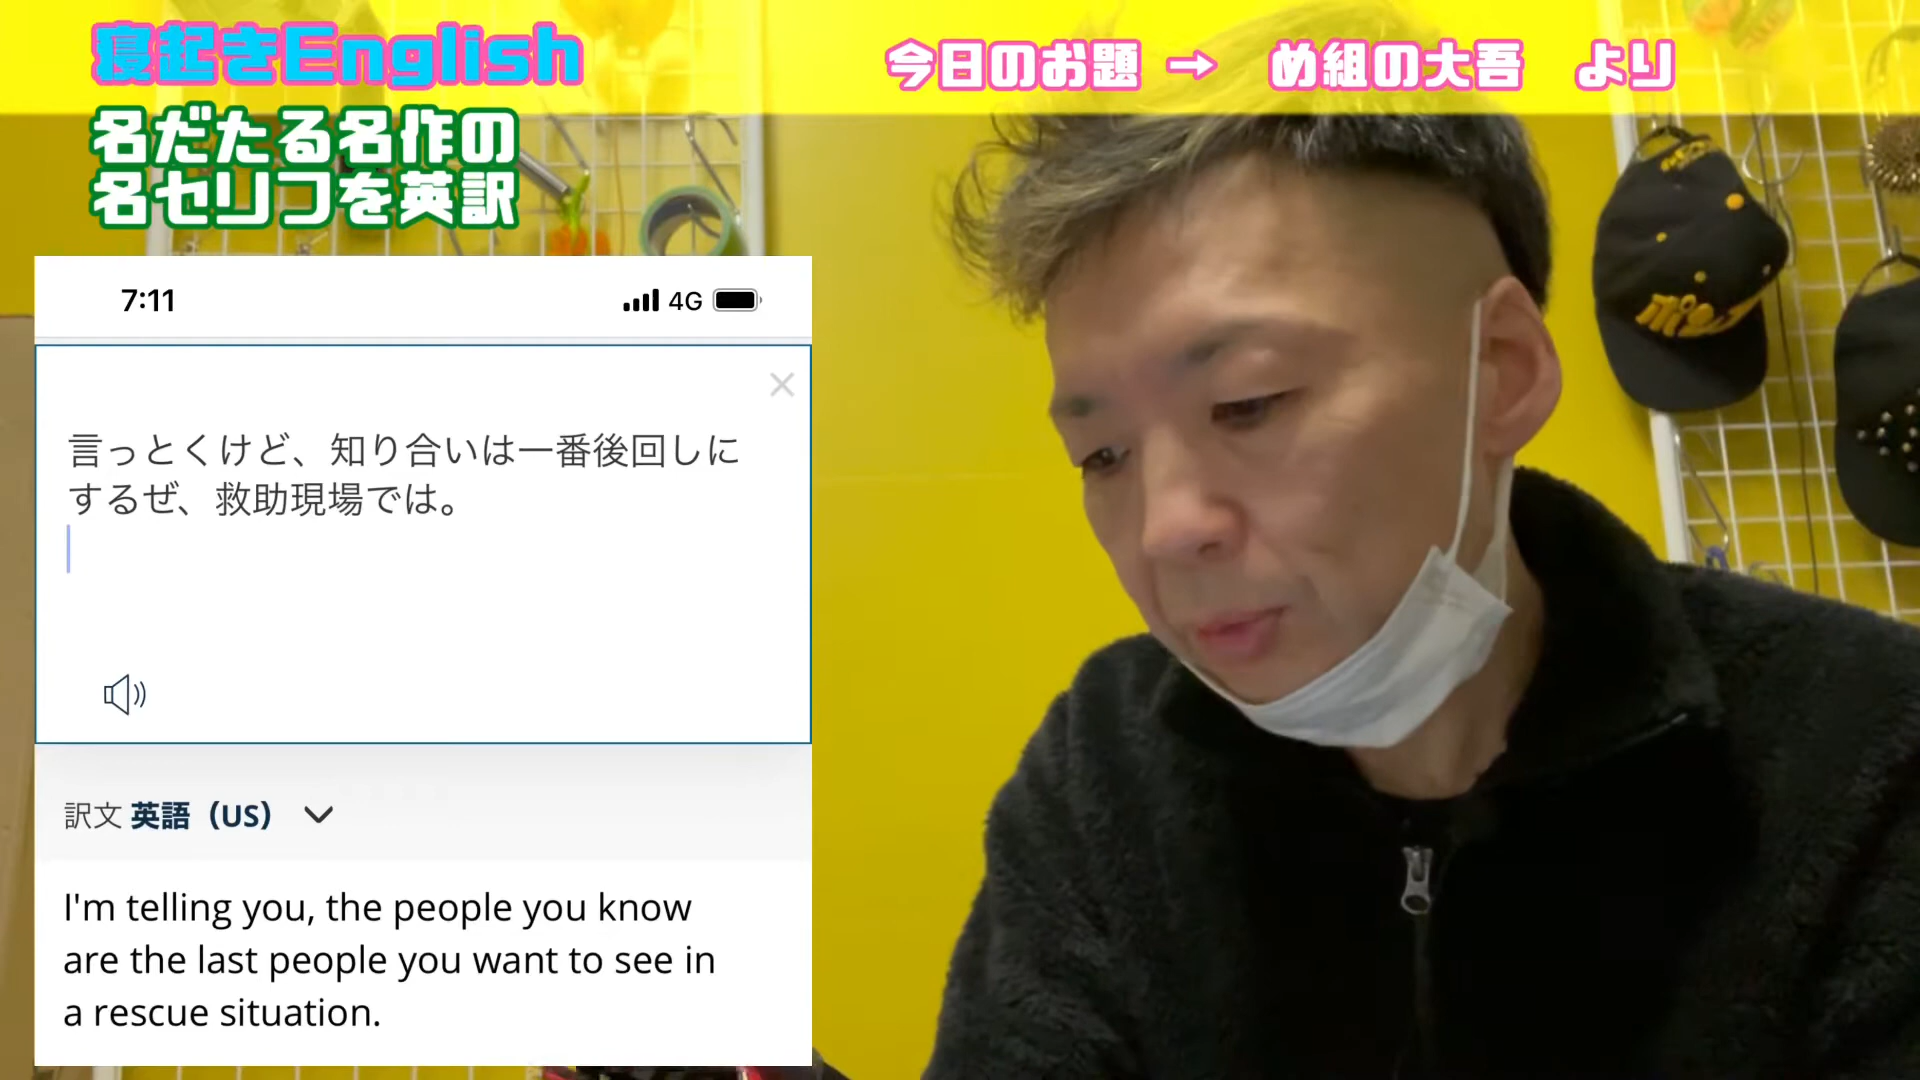 寝起きEnglish
今日のお題 → め組の大吾 より
名だたる名作の
名セリフを英訳
7:11
4G
言っとくけど、知り合いは一番後回しに
するぜ、救助現場では。
訳文 英語（US）
I'm telling you, the people you know
are the last people you want to see in
a rescue situation.